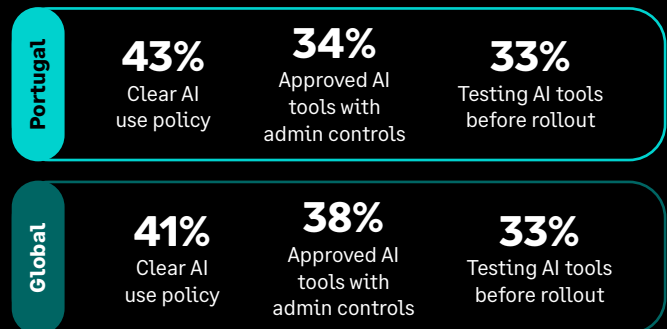 Portugal
43%
Clear AI
use policy
34%
Approved AI
tools with
admin controls
33%
Testing AI tools
before rollout
Global
41%
Clear AI
use policy
38%
Approved AI
tools with
admin controls
33%
Testing AI tools
before rollout